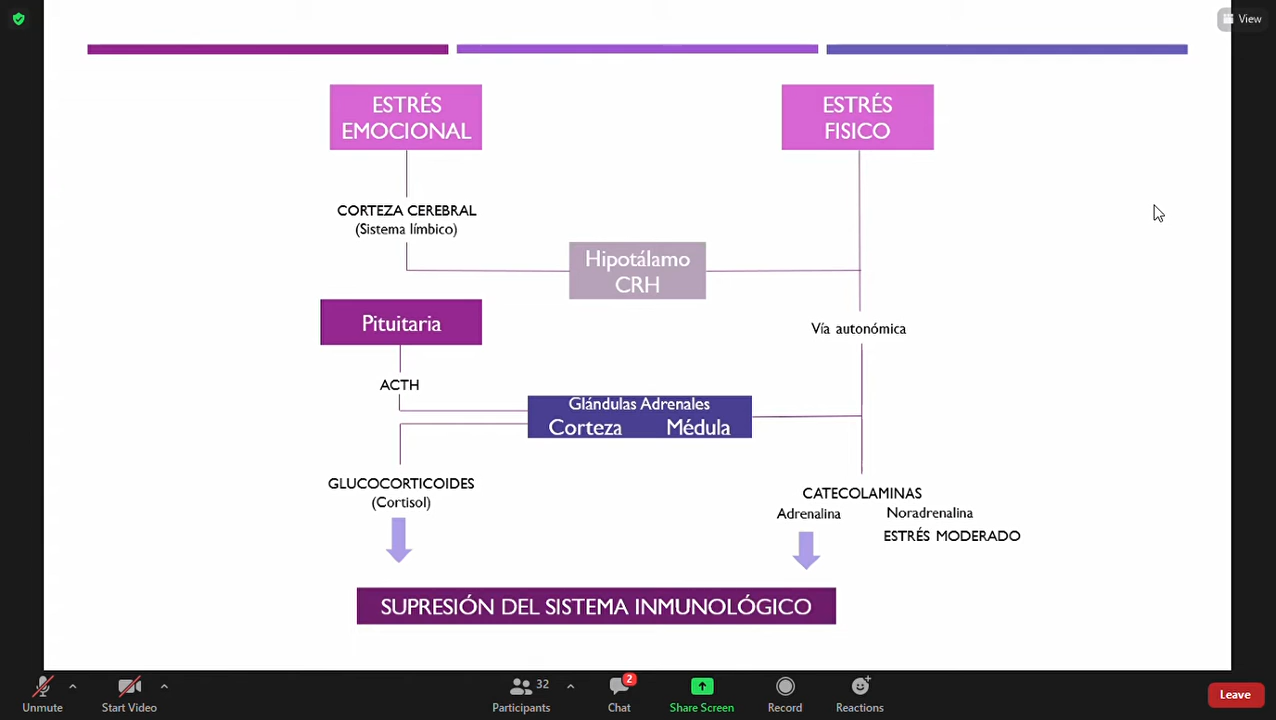 View
ESTRÉS
EMOCIONAL
ESTRÉS
FISICO
CORTEZA CEREBRAL
(Sistema límbico)
Hipotálamo
CRH
Pituitaria
Vía autonómica
ACTH
Glándulas Adrenales
Corteza Médula
GLUCOCORTICOIDES
(Cortisol)
CATECOLAMINAS
Adrenalina Noradrenalina
ESTRÉS MODERADO
SUPRESIÓN DEL SISTEMA INMUNOLÓGICO
32
2
Unmute Start Video Participants Chat Share Screen Record Reactions Leave